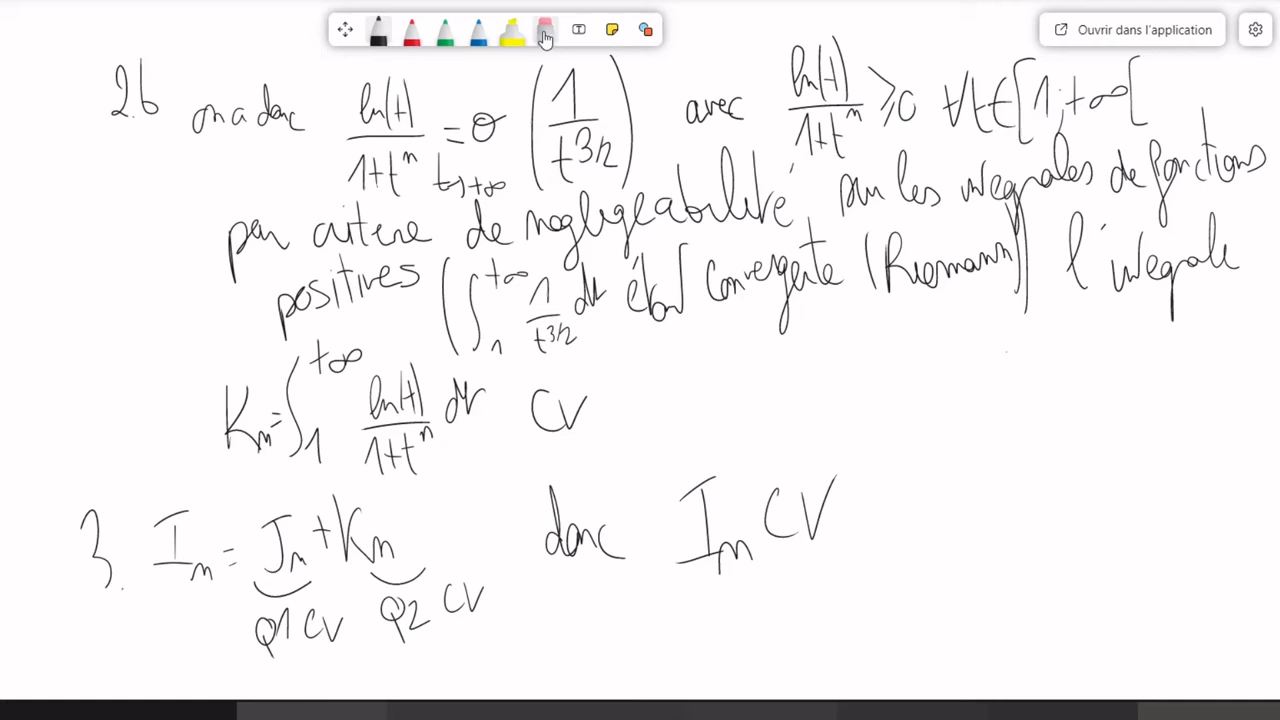 Ouvrir dans l'application
2.b on a donc ln(t)/(1+t^n) =_{t→+∞} o(1/t^{3/2}) avec ln(t)/(1+t^n) ≥0 ∀t∈[1;+∞[
par critère de négligeabilité sur les intégrales de fonctions
positives (∫_1^{+∞} 1/t^{3/2} dt étant convergente (Riemann)) l'intégrale
K_n=∫_1^{+∞} ln(t)/(1+t^n) dt CV
3. I_n = J_n + K_n donc I_n CV
Q1 CV Q2 CV